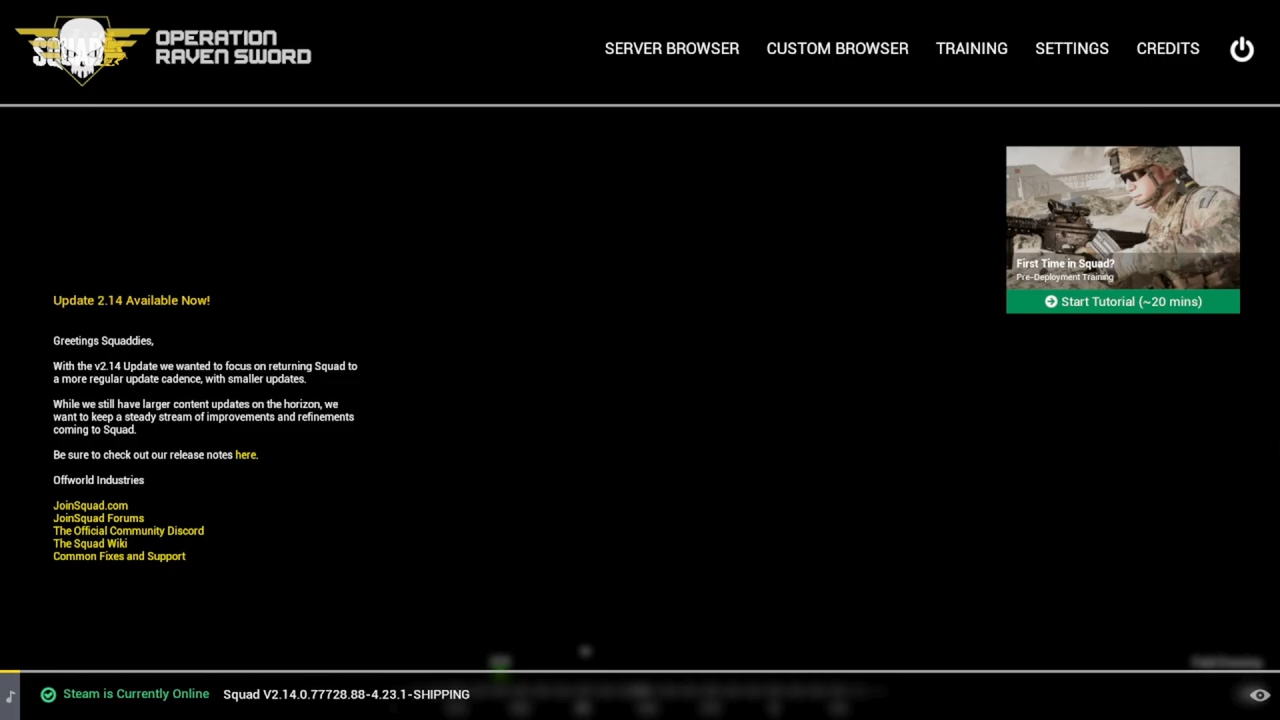 SQUAD
OPERATION
RAVEN SWORD
SERVER BROWSER
CUSTOM BROWSER
TRAINING
SETTINGS
CREDITS
First Time in Squad?
Pre-Deployment Training
Start Tutorial (~20 mins)
Update 2.14 Available Now!
Greetings Squaddies,
With the v2.14 Update we wanted to focus on returning Squad to
a more regular update cadence, with smaller updates.
While we still have larger content updates on the horizon, we
want to keep a steady stream of improvements and refinements
coming to Squad.
Be sure to check out our release notes here.
Offworld Industries
JoinSquad.com
JoinSquad Forums
The Official Community Discord
The Squad Wiki
Common Fixes and Support
Steam is Currently Online
Squad V2.14.0.77728.88-4.23.1-SHIPPING